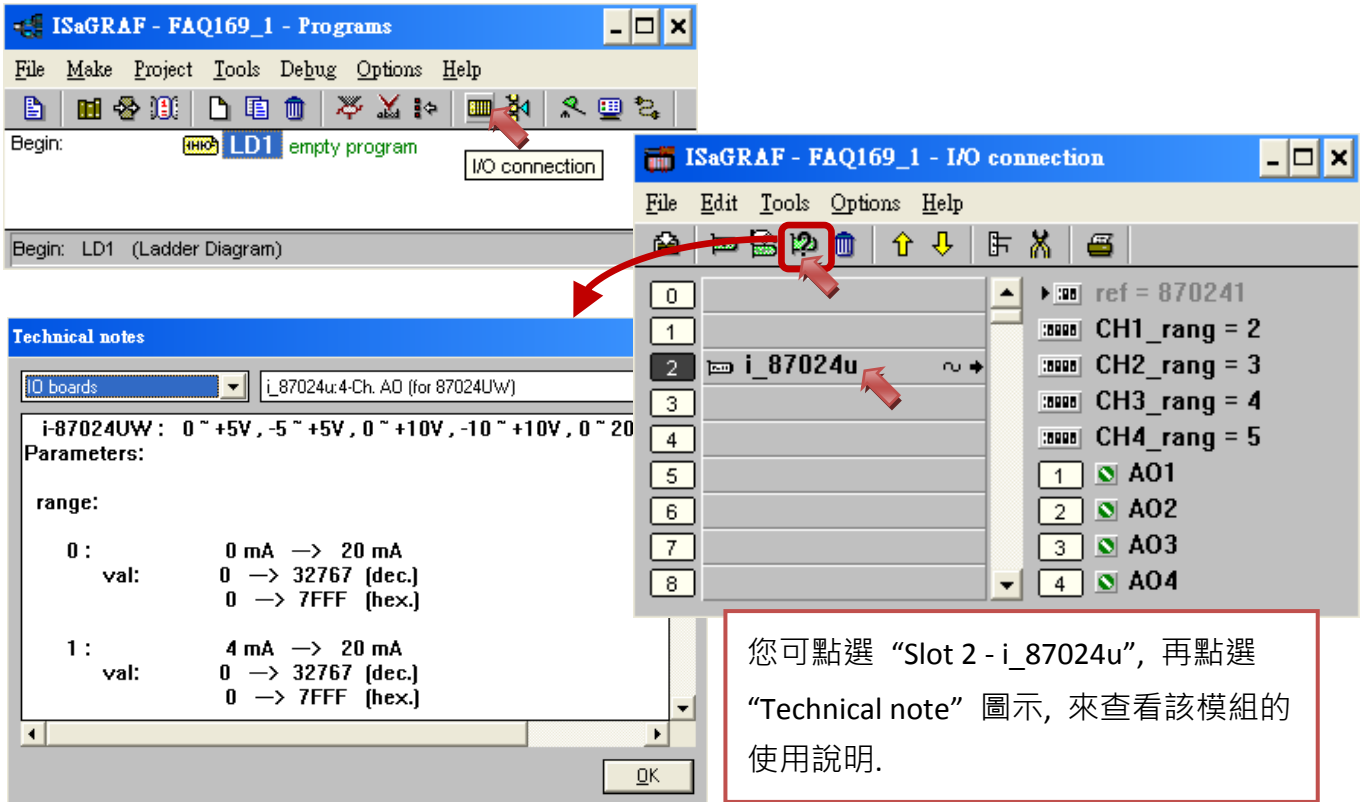 ISaGRAF - FAQ169_1 - Programs
File Make Project Tools Debug Options Help
Begin: LD1 empty program
I/O connection
Begin: LD1 (Ladder Diagram)
ISaGRAF - FAQ169_1 - I/O connection
File Edit Tools Options Help
0
1
2 i_87024u
3
4
5
6
7
8
ref = 870241
CH1_rang = 2
CH2_rang = 3
CH3_rang = 4
CH4_rang = 5
1 AO1
2 AO2
3 AO3
4 AO4
Technical notes
IO boards i_87024u:4-Ch. AO (for 87024UW)
i-87024UW : 0 ~ +5V , -5 ~ +5V , 0 ~ +10V , -10 ~ +10V , 0 ~ 20
Parameters:
range:
0 : 0 mA —> 20 mA
val: 0 —> 32767 (dec.)
0 —> 7FFF (hex.)
1 : 4 mA —> 20 mA
val: 0 —> 32767 (dec.)
0 —> 7FFF (hex.)
OK
您可點選 “Slot 2 - i_87024u”, 再點選
“Technical note” 圖示, 來查看該模組的
使用說明.